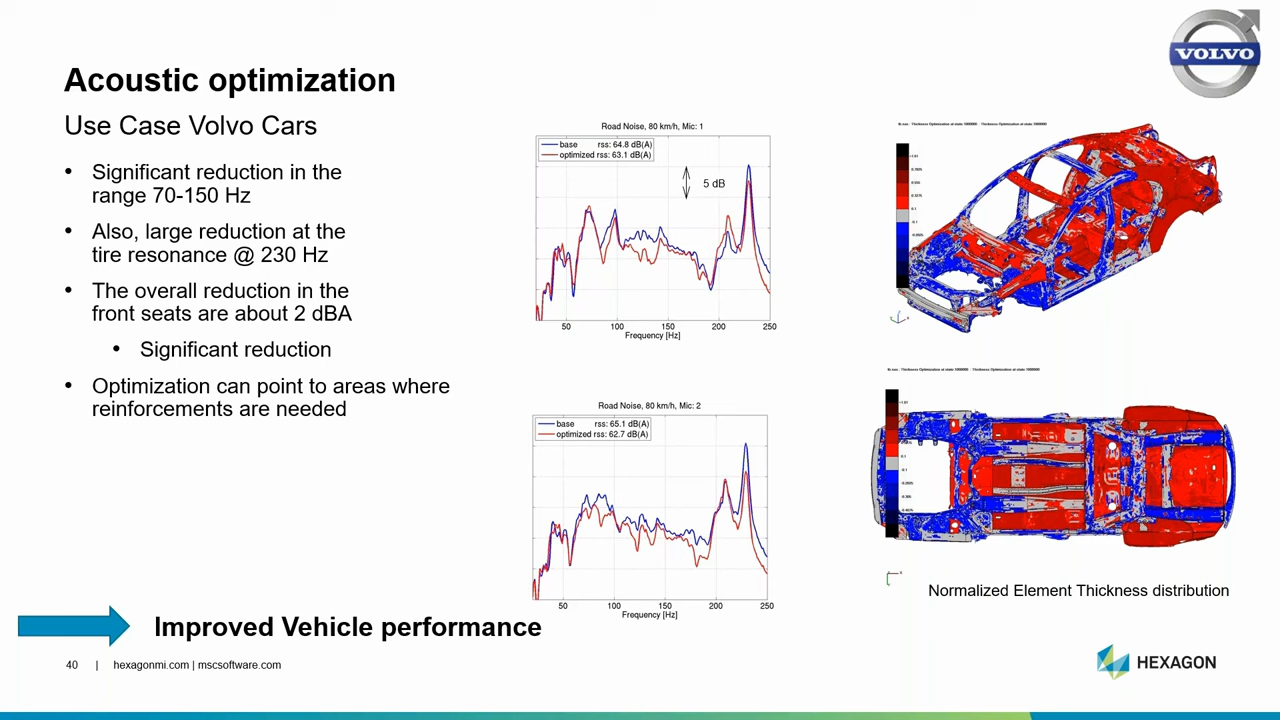 VOLVO
Acoustic optimization
Use Case Volvo Cars
• Significant reduction in the
range 70-150 Hz
• Also, large reduction at the
tire resonance @ 230 Hz
• The overall reduction in the
front seats are about 2 dBA
• Significant reduction
• Optimization can point to areas where
reinforcements are needed
Road Noise, 80 km/h, Mic: 1
base rss: 64.8 dB(A)
optimized rss: 63.1 dB(A)
5 dB
50 100 150 200 250
Frequency [Hz]
Road Noise, 80 km/h, Mic: 2
base rss: 65.1 dB(A)
optimized rss: 62.7 dB(A)
50 100 150 200 250
Frequency [Hz]
Normalized Element Thickness distribution
Improved Vehicle performance
40 | hexagonmi.com | mscsoftware.com
HEXAGON